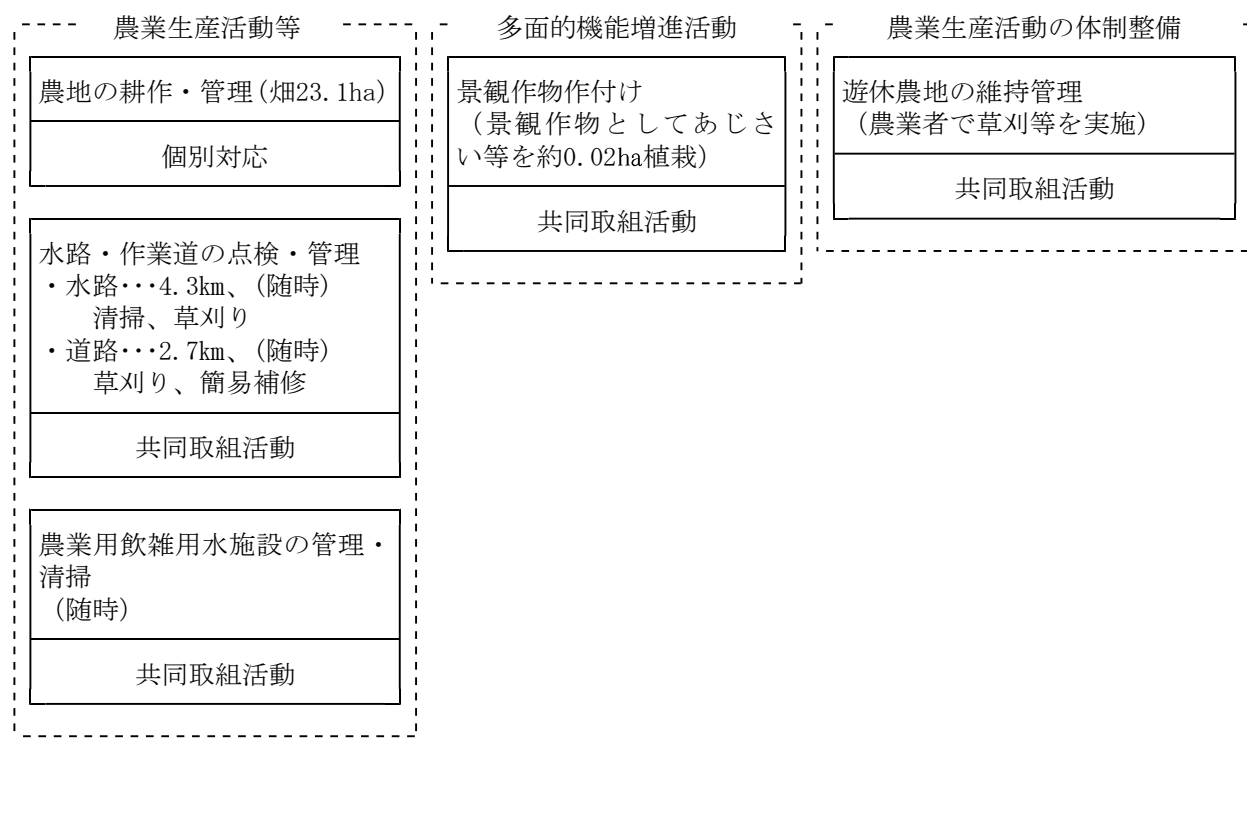 農業生産活動等
農地の耕作・管理(畑23.1ha)
個別対応
水路・作業道の点検・管理
・水路･･･4.3㎞、(随時)
清掃、草刈り
・道路･･･2.7㎞、(随時)
草刈り、簡易補修
共同取組活動
農業用飲雑用水施設の管理・
清掃
(随時)
共同取組活動
多面的機能増進活動
景観作物作付け
(景観作物としてあじさ
い等を約0.02ha植栽)
共同取組活動
農業生産活動の体制整備
遊休農地の維持管理
(農業者で草刈等を実施)
共同取組活動